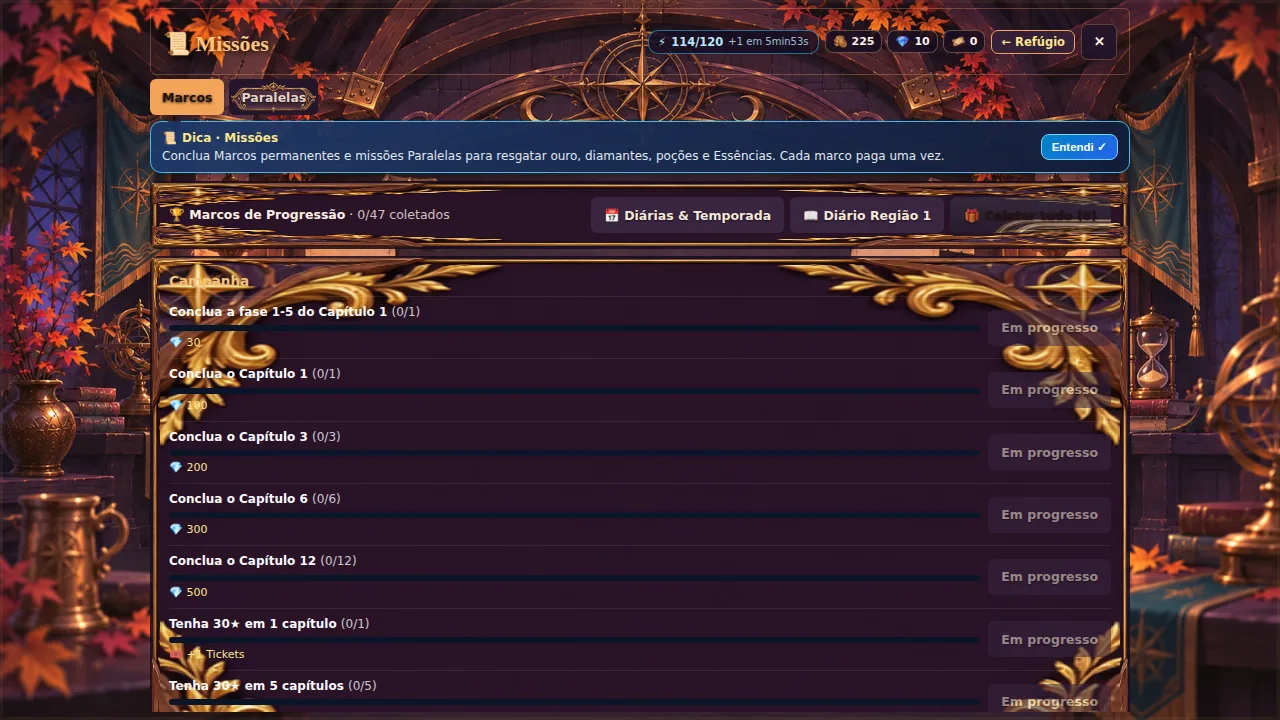 📜 Missões
⚡ 114/120 +1 em 5min53s
225
💎 10
0
← Refúgio
✕
Marcos
Paralelas
📜 Dica · Missões
Conclua Marcos permanentes e missões Paralelas para resgatar ouro, diamantes, poções e Essências. Cada marco paga uma vez.
Entendi ✓
🏆 Marcos de Progressão · 0/47 coletados
📅 Diárias & Temporada
📖 Diário Região 1
🎁 Coletar tudo (0)
Campanha
Conclua a fase 1-5 do Capítulo 1 (0/1)
Em progresso
💎 30
Conclua o Capítulo 1 (0/1)
Em progresso
💎 100
Conclua o Capítulo 3 (0/3)
Em progresso
💎 200
Conclua o Capítulo 6 (0/6)
Em progresso
💎 300
Conclua o Capítulo 12 (0/12)
Em progresso
💎 500
Tenha 30★ em 1 capítulo (0/1)
Em progresso
+1 Tickets
Tenha 30★ em 5 capítulos (0/5)
Em progresso